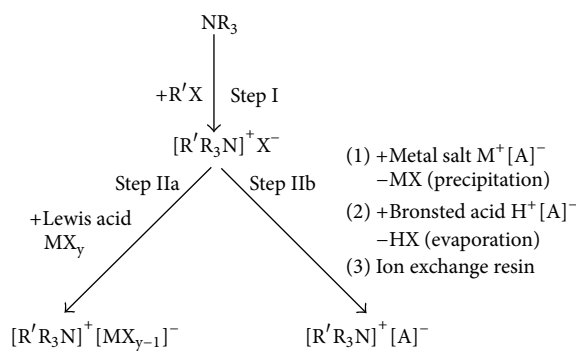 NR₃
+R′X Step I
[R′R₃N]⁺X⁻
Step IIa
Step IIb
+Lewis acid
MXy
(1) +Metal salt M⁺[A]⁻
−MX (precipitation)
(2) +Bronsted acid H⁺[A]⁻
−HX (evaporation)
(3) Ion exchange resin
[R′R₃N]⁺[MXy−1]⁻
[R′R₃N]⁺[A]⁻